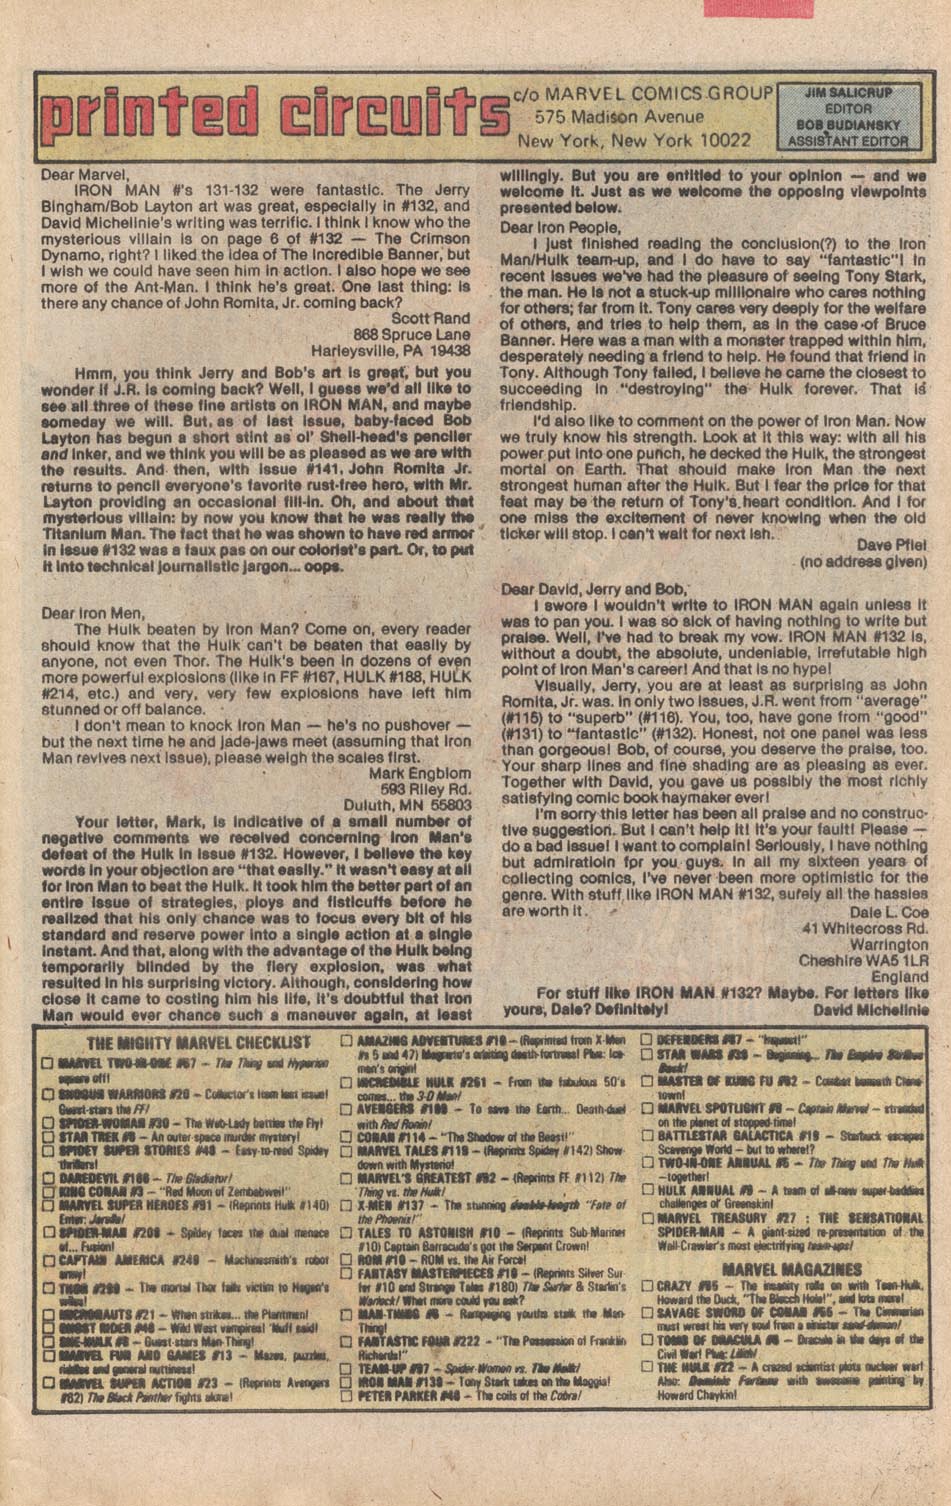 printed circuits
c/o MARVEL COMICS GROUP
575 Madison Avenue
New York, New York 10022
JIM SALICRUP
EDITOR
BOB BUDIANSKY
ASSISTANT EDITOR
Dear Marvel,
IRON MAN #'s 131-132 were fantastic. The Jerry
Bingham/Bob Layton art was great, especially in #132, and
David Michelinie's writing was terrific. I think I know who the
mysterious villain is on page 6 of #132 — The Crimson
Dynamo, right? I liked the idea of The Incredible Banner, but
I wish we could have seen him in action. I also hope we see
more of the Ant-Man. I think he's great. One last thing: is
there any chance of John Romita, Jr. coming back?
Scott Rand
868 Spruce Lane
Harleysville, PA 19438
Hmm, you think Jerry and Bob's art is great, but you
wonder if J.R. is coming back? Well, I guess we'd all like to
see all three of these fine artists on IRON MAN, and maybe
someday we will. But, as of last issue, baby-faced Bob
Layton has begun a short stint as ol' Shell-head's penciler
and inker, and we think you will be as pleased as we are with
the results. And then, with issue #141, John Romita Jr.
returns to pencil everyone's favorite rust-free hero, with Mr.
Layton providing an occasional fill-in. Oh, and about that
mysterious villain: by now you know that he was really the
Titanium Man. The fact that he was shown to have red armor
in issue #132 was a faux pas on our colorist's part. Or, to put
it into technical journalistic jargon... oops.
Dear Iron Men,
The Hulk beaten by Iron Man? Come on, every reader
should know that the Hulk can't be beaten that easily by
anyone, not even Thor. The Hulk's been in dozens of even
more powerful explosions (like in FF #167, HULK #188, HULK
#214, etc.) and very, very few explosions have left him
stunned or off balance.
I don't mean to knock Iron Man — he's no pushover —
but the next time he and jade-jaws meet (assuming that Iron
Man revives next issue), please weigh the scales first.
Mark Engblom
593 Riley Rd.
Duluth, MN 55803
Your letter, Mark, is indicative of a small number of
negative comments we received concerning Iron Man's
defeat of the Hulk in issue #132. However, I believe the key
words in your objection are "that easily." It wasn't easy at all
for Iron Man to beat the Hulk. It took him the better part of an
entire issue of strategies, ploys and fisticuffs before he
realized that his only chance was to focus every bit of his
standard and reserve power into a single action at a single
instant. And that, along with the advantage of the Hulk being
temporarily blinded by the fiery explosion, was what
resulted in his surprising victory. Although, considering how
close it came to costing him his life, it's doubtful that Iron
Man would ever chance such a maneuver again, at least
willingly. But you are entitled to your opinion — and we
welcome it. Just as we welcome the opposing viewpoints
presented below.
Dear Iron People,
I just finished reading the conclusion(?) to the Iron
Man/Hulk team-up, and I do have to say "fantastic"! In
recent issues we've had the pleasure of seeing Tony Stark,
the man. He is not a stuck-up millionaire who cares nothing
for others; far from it. Tony cares very deeply for the welfare
of others, and tries to help them, as in the case of Bruce
Banner. Here was a man with a monster trapped within him,
desperately needing a friend to help. He found that friend in
Tony. Although Tony failed, I believe he came the closest to
succeeding in "destroying" the Hulk forever. That is
friendship.
I'd also like to comment on the power of Iron Man. Now
we truly know his strength. Look at it this way: with all his
power put into one punch, he decked the Hulk, the strongest
mortal on Earth. That should make Iron Man the next
strongest human after the Hulk. But I fear the price for that
feat may be the return of Tony's heart condition. And I for
one miss the excitement of never knowing when the old
ticker will stop. I can't wait for next ish.
Dave Pfiel
(no address given)
Dear David, Jerry and Bob,
I swore I wouldn't write to IRON MAN again unless it
was to pan you. I was so sick of having nothing to write but
praise. Well, I've had to break my vow. IRON MAN #132 is,
without a doubt, the absolute, undeniable, irrefutable high
point of Iron Man's career! And that is no hype!
Visually, Jerry, you are at least as surprising as John
Romita, Jr. was. In only two issues, J.R. went from "average"
(#115) to "superb" (#116). You, too, have gone from "good"
(#131) to "fantastic" (#132). Honest, not one panel was less
than gorgeous! Bob, of course, you deserve the praise, too.
Your sharp lines and fine shading are as pleasing as ever.
Together with David, you gave us possibly the most richly
satisfying comic book haymaker ever!
I'm sorry this letter has been all praise and no construc-
tive suggestion. But I can't help it! It's your fault! Please —
do a bad issue! I want to complain! Seriously, I have nothing
but admiratioin for you guys. In all my sixteen years of
collecting comics, I've never been more optimistic for the
genre. With stuff like IRON MAN #132, surely all the hassles
are worth it.
Dale L. Coe
41 Whitecross Rd.
Warrington
Cheshire WA5 1LR
England
For stuff like IRON MAN #132? Maybe. For letters like
yours, Dale? Definitely! David Michelinie
THE MIGHTY MARVEL CHECKLIST
MARVEL TWO-IN-ONE #67 – The Thing and Hyperion
square off!
SHOGUN WARRIORS #20 – Collector's item last issue!
Guest-stars the FF!
SPIDER-WOMAN #30 – The Web-Lady battles the Fly!
STAR TREK #8 – An outer-space murder mystery!
SPIDEY SUPER STORIES #48 – Easy-to-read Spidey
thrillers!
DAREDEVIL #166 – The Gladiator!
KING CONAN #3 – "Red Moon of Zembabwei!"
MARVEL SUPER HEROES #91 – (Reprints Hulk #140)
Enter: Jarella!
SPIDER-MAN #208 – Spidey faces the dual menace
of... Fusion!
CAPTAIN AMERICA #249 – Machinesmith's robot
army!
THOR #299 – The mortal Thor falls victim to Hagen's
wiles!
MICRONAUTS #21 – When strikes... the Plantmen!
GHOST RIDER #48 – Wild West vampires! 'Nuff said!
SHE-HULK #8 – Guest-stars Man-Thing!
MARVEL FUN AND GAMES #13 – Mazes, puzzles,
riddles and general nuttiness!
MARVEL SUPER ACTION #23 – (Reprints Avengers
#62) The Black Panther fights alone!
AMAZING ADVENTURES #10 – (Reprinted from X-Men
#s 5 and 47) Magneto's orbiting death-fortress! Plus: Ice-
man's origin!
INCREDIBLE HULK #251 – From the fabulous 50's
comes... the 3-D Man!
AVENGERS #199 – To save the Earth... Death-duel
with Red Ronin!
CONAN #114 – "The Shadow of the Beast!"
MARVEL TALES #119 – (Reprints Spidey #142) Show-
down with Mysterio!
MARVEL'S GREATEST #92 – (Reprints FF #112) The
Thing vs. the Hulk!
X-MEN #137 – The stunning double-length "Fate of
the Phoenix!"
TALES TO ASTONISH #10 – (Reprints Sub-Mariner
#10) Captain Barracuda's got the Serpent Crown!
ROM #10 – ROM vs. the Air Force!
FANTASY MASTERPIECES #10 – (Reprints Silver Sur-
fer #10 and Strange Tales #180) The Surfer & Starlin's
Warlock! What more could you ask?
MAN-THING #6 – Rampaging youths stalk the Man-
Thing!
FANTASTIC FOUR #222 – "The Possession of Franklin
Richards!"
TEAM-UP #97 – Spider-Woman vs. The Hulk!
IRON MAN #138 – Tony Stark takes on the Maggia!
PETER PARKER #46 – The coils of the Cobra!
DEFENDERS #87 – "Inquest!"
STAR WARS #39 – Beginning... The Empire Strikes
Back!
MASTER OF KUNG FU #92 – Combat beneath China-
town!
MARVEL SPOTLIGHT #8 – Captain Marvel – stranded
on the planet of stopped-time!
BATTLESTAR GALACTICA #19 – Starbuck escapes
Scavenge World – but to where!?
TWO-IN-ONE ANNUAL #5 – The Thing and The Hulk
– together!
HULK ANNUAL #9 – A team of all-new super-baddies
challenges ol' Greenskin!
MARVEL TREASURY #27 : THE SENSATIONAL
SPIDER-MAN – A giant-sized re-presentation of the
Wall-Crawler's most electrifying team-ups!
MARVEL MAGAZINES
CRAZY #65 – The insanity rolls on with Teen-Hulk,
Howard the Duck, "The Blecch Hole!", and lots more!
SAVAGE SWORD OF CONAN #55 – The Cimmerian
must wrest his very soul from a sinister sand-demon!
TOMB OF DRACULA #6 – Dracula in the days of the
Civil War! Plus: Lilith!
THE HULK #22 – A crazed scientist plots nuclear war!
Also: Dominic Fortune with awesome painting by
Howard Chaykin!